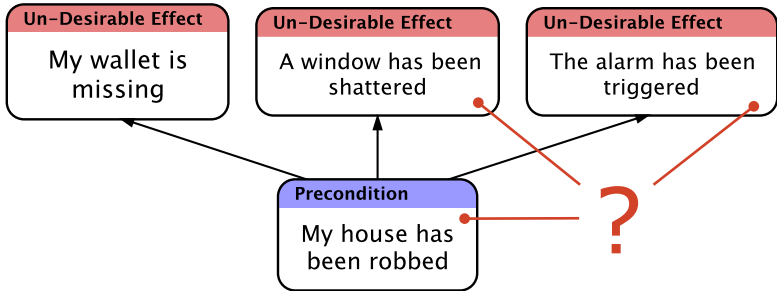 Un-Desirable Effect
My wallet is
missing
Un-Desirable Effect
A window has been
shattered
Un-Desirable Effect
The alarm has been
triggered
Precondition
My house has
been robbed
?